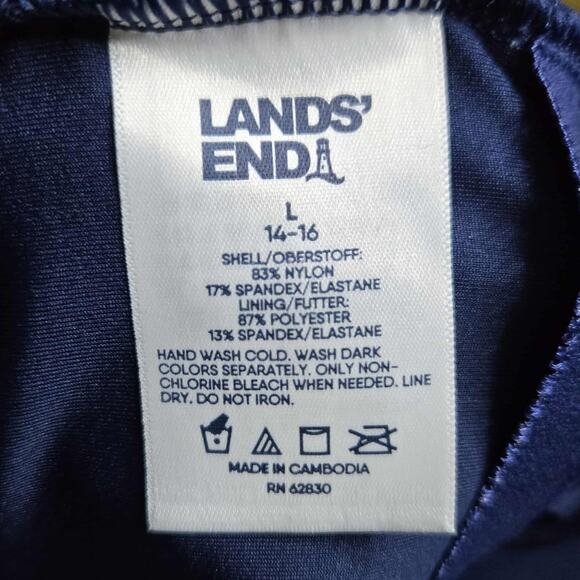 LANDS'
END
L
14-16
SHELL/OBERSTOFF:
83% NYLON
17% SPANDEX/ELASTANE
LINING/FUTTER:
87% POLYESTER
13% SPANDEX/ELASTANE
HAND WASH COLD. WASH DARK
COLORS SEPARATELY. ONLY NON-
CHLORINE BLEACH WHEN NEEDED. LINE
DRY. DO NOT IRON.
MADE IN CAMBODIA
RN 62830